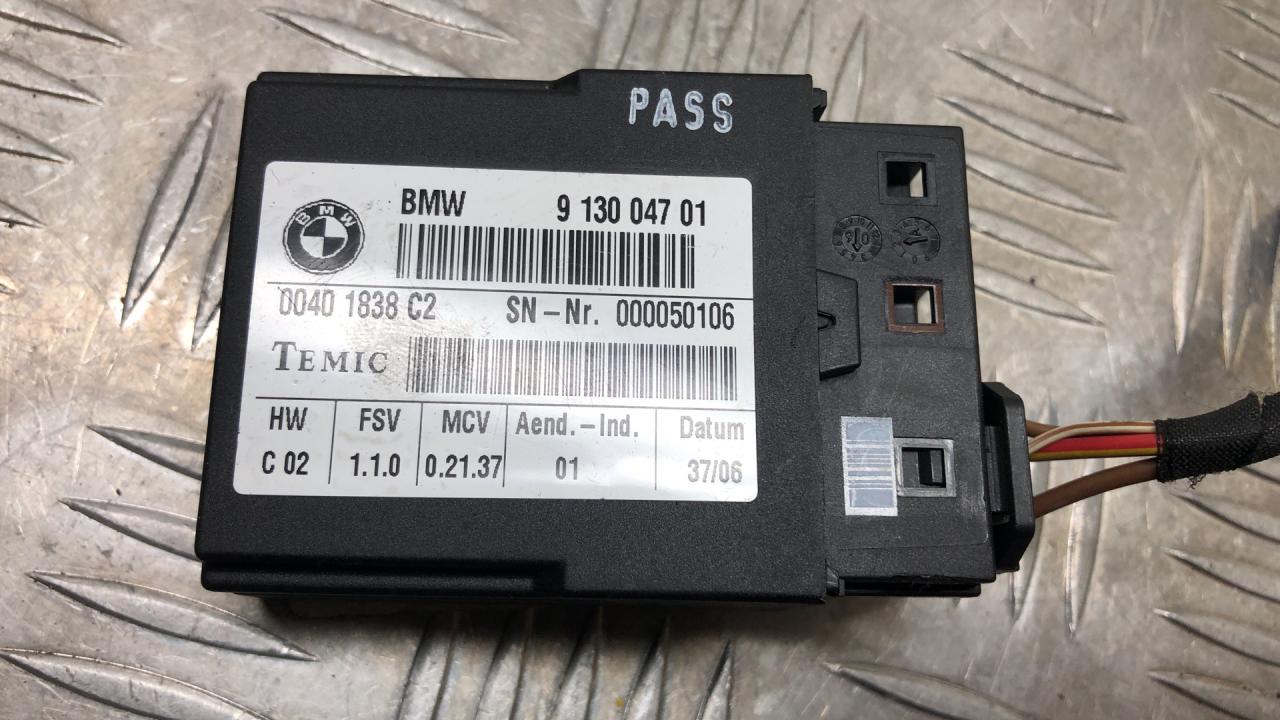 PASS
BMW 9 130 047 01
BMW
0040 1838 C2 SN-Nr. 000050106
TEMIC
HW FSV MCV Aend.-Ind. Datum
C 02 1.1.0 0.21.37 01 37/06